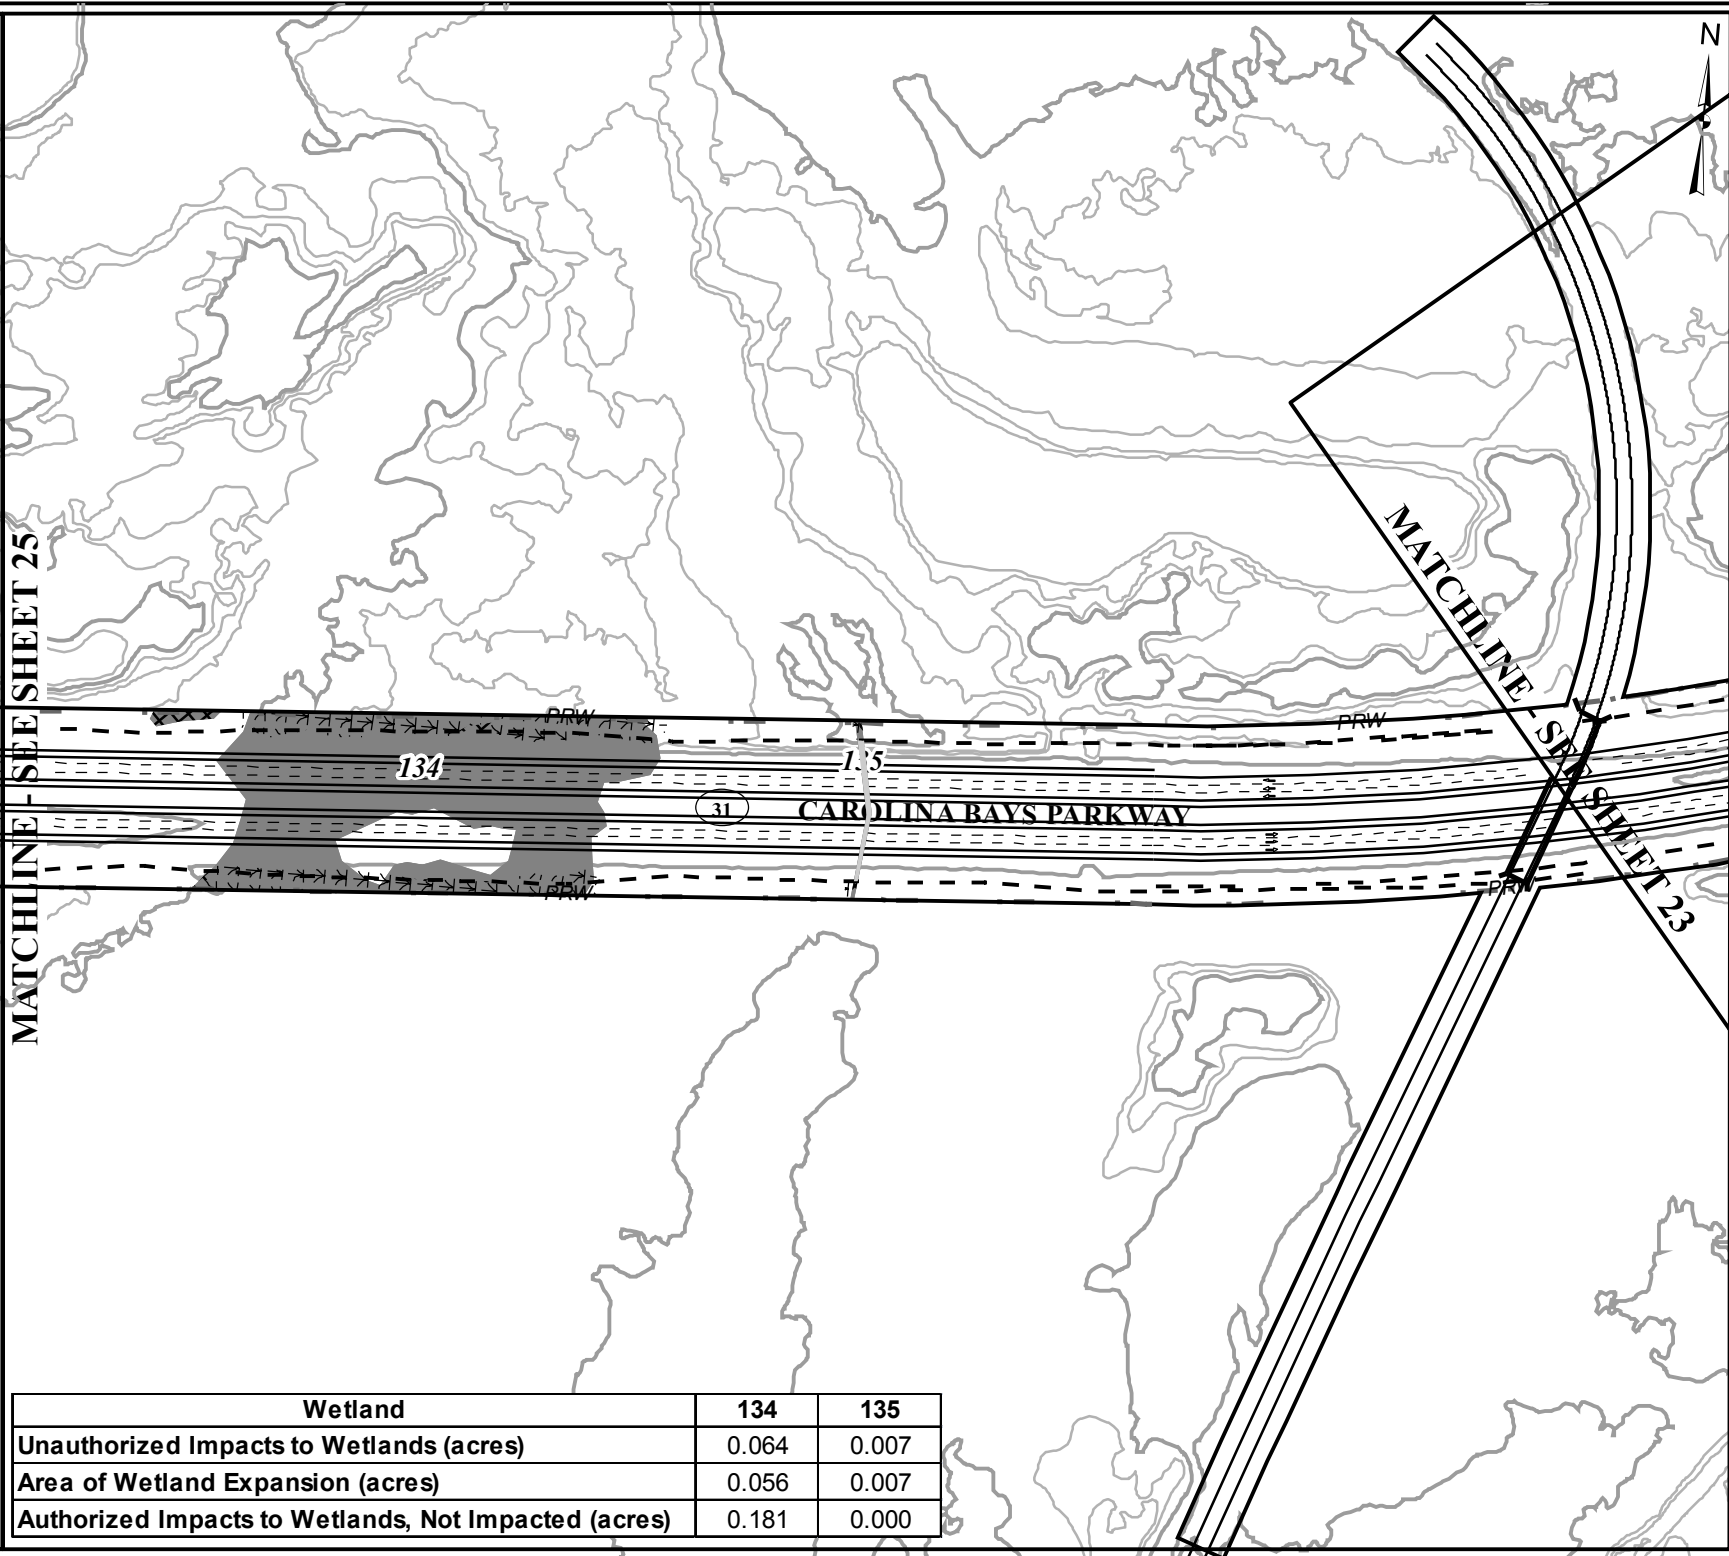 N
MATCHLINE - SEE SHEET 25
MATCHLINE - SEE SHEET 23
PRW
PRW
134
135
31
CAROLINA BAYS PARKWAY
PRW
PRW
Wetland 134 135
Unauthorized Impacts to Wetlands (acres) 0.064 0.007
Area of Wetland Expansion (acres) 0.056 0.007
Authorized Impacts to Wetlands, Not Impacted (acres) 0.181 0.000